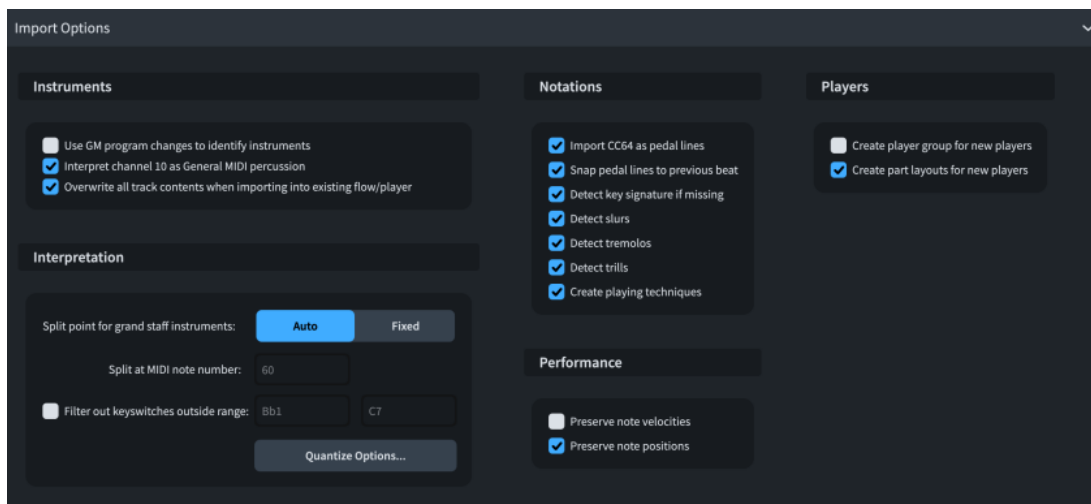 Import Options
Instruments
Use GM program changes to identify instruments
Interpret channel 10 as General MIDI percussion
Overwrite all track contents when importing into existing flow/player
Interpretation
Split point for grand staff instruments: Auto Fixed
Split at MIDI note number: 60
Filter out keyswitches outside range: Bb1 C7
Quantize Options...
Notations
Import CC64 as pedal lines
Snap pedal lines to previous beat
Detect key signature if missing
Detect slurs
Detect tremolos
Detect trills
Create playing techniques
Performance
Preserve note velocities
Preserve note positions
Players
Create player group for new players
Create part layouts for new players